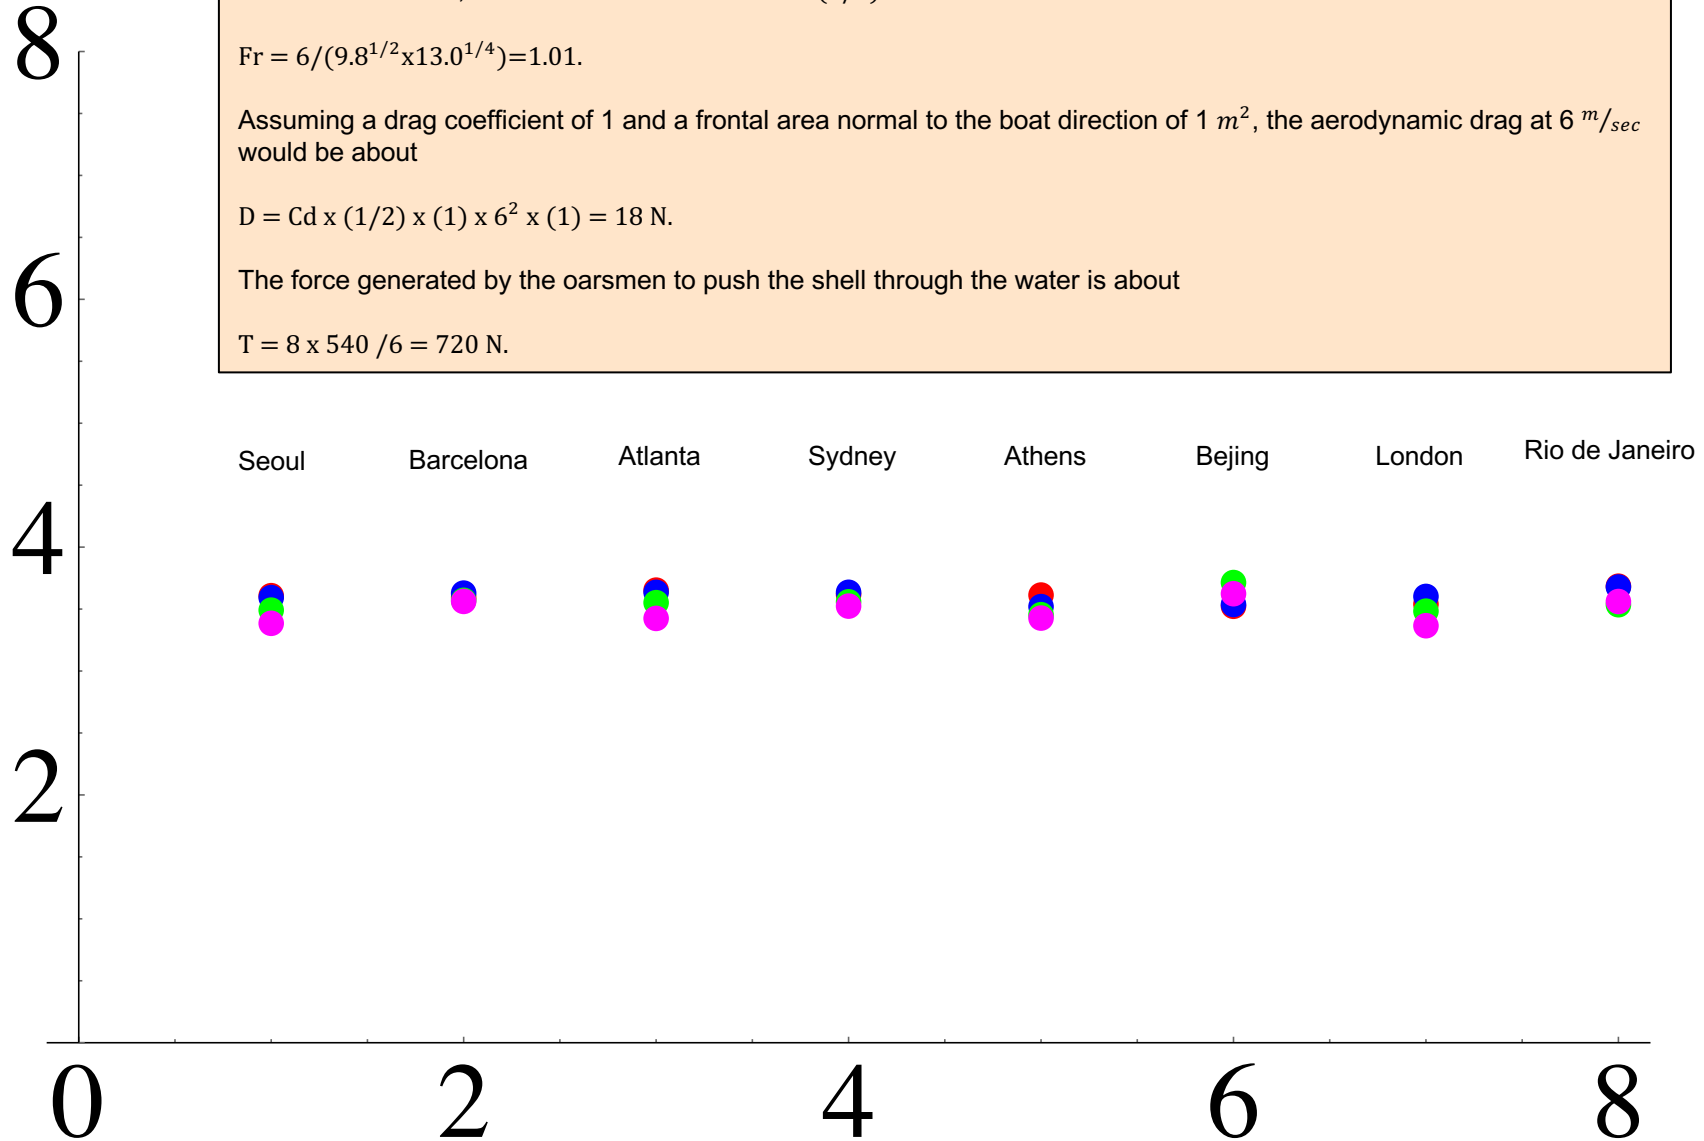 8
Fr = 6/(9.8^{1/2}x13.0^{1/4})=1.01.
Assuming a drag coefficient of 1 and a frontal area normal to the boat direction of 1 m², the aerodynamic drag at 6 m/sec
would be about
D = Cd x (1/2) x (1) x 6² x (1) = 18 N.
6
The force generated by the oarsmen to push the shell through the water is about
T = 8 x 540 /6 = 720 N.
Seoul Barcelona Atlanta Sydney Athens Bejing London Rio de Janeiro
4
2
0 2 4 6 8